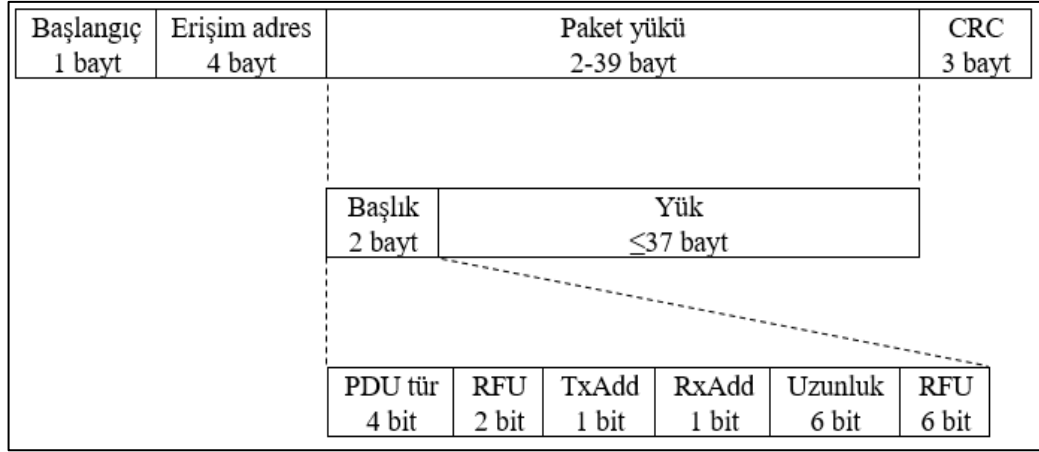 Başlangıç Erişim adres Paket yükü CRC
1 bayt 4 bayt 2-39 bayt 3 bayt
Başlık Yük
2 bayt ≤37 bayt
PDU tür RFU TxAdd RxAdd Uzunluk RFU
4 bit 2 bit 1 bit 1 bit 6 bit 6 bit